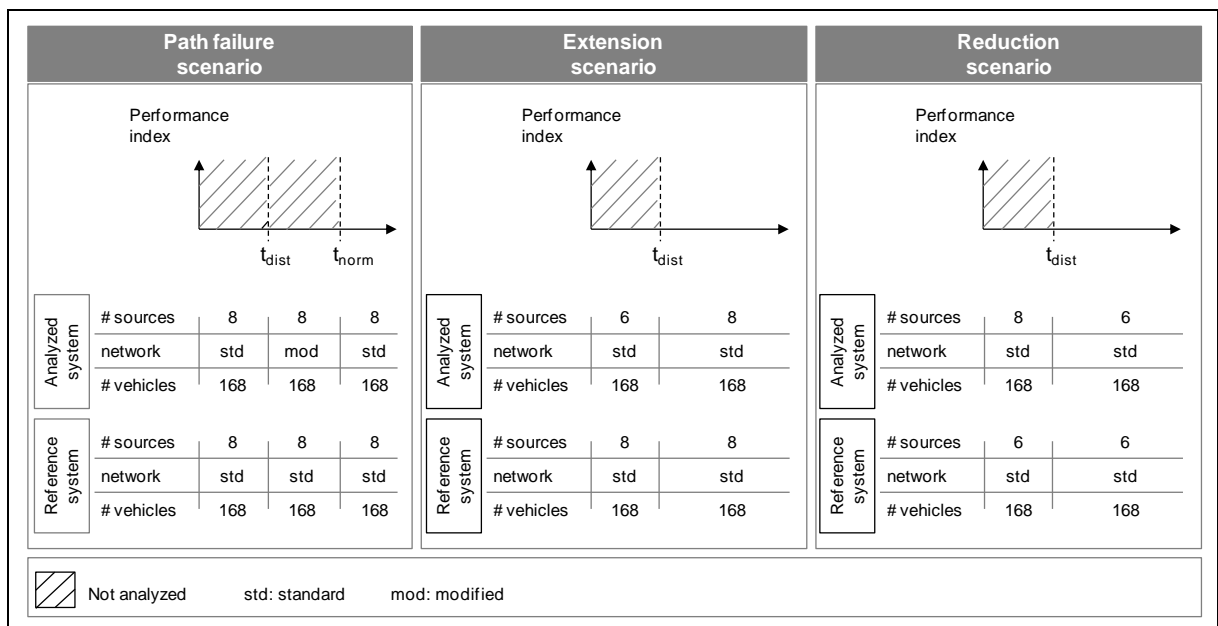 Path failure
scenario
Performance
index
t_dist t_norm
Analyzed
system
# sources 8 8 8
network std mod std
# vehicles 168 168 168
Reference
system
# sources 8 8 8
network std std std
# vehicles 168 168 168
Extension
scenario
Performance
index
t_dist
Analyzed
system
# sources 6 8
network std std
# vehicles 168 168
Reference
system
# sources 8 8
network std std
# vehicles 168 168
Reduction
scenario
Performance
index
t_dist
Analyzed
system
# sources 8 6
network std std
# vehicles 168 168
Reference
system
# sources 6 6
network std std
# vehicles 168 168
Not analyzed std: standard mod: modified